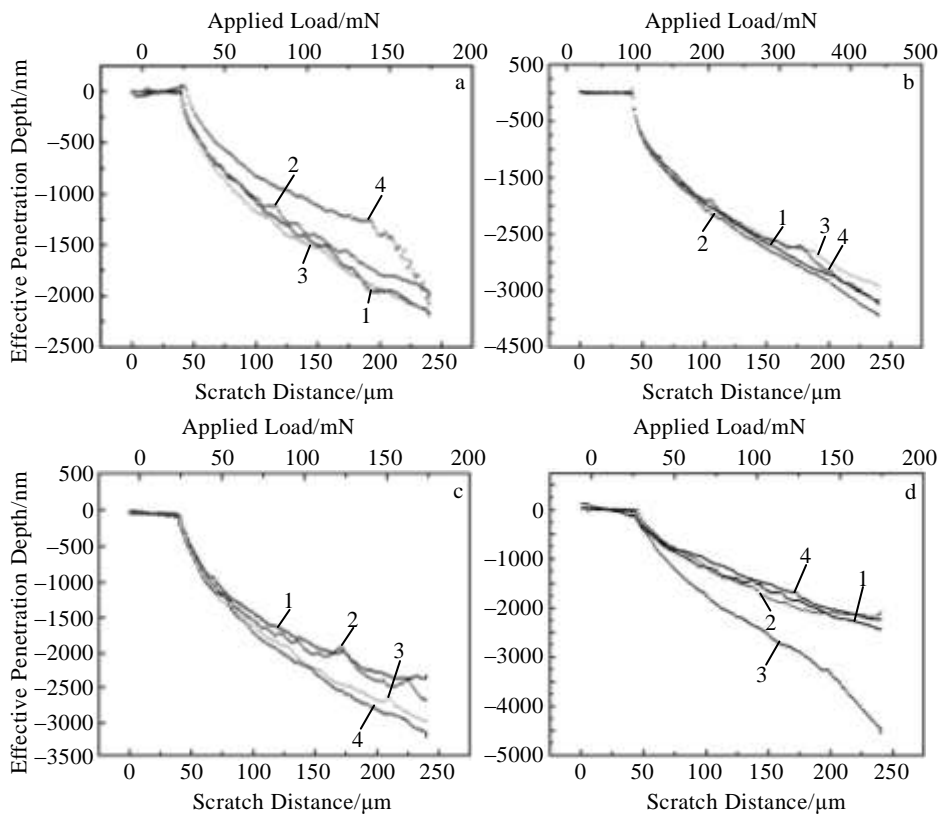 Applied Load/mN
0 25 50 75 100 125 150 175 200
a
0
−500
−1000
−1500
−2000
−2500
2
4
3
1
0 50 100 150 200 250
Scratch Distance/μm
Effective Penetration Depth/nm
Applied Load/mN
0 100 200 300 400 500
b
500
−500
−1500
−2500
−3000
−4500
1
3
4
2
0 50 100 150 200 250
Scratch Distance/μm
Applied Load/mN
0 50 100 150 200
c
500
0
−500
−1000
−1500
−2000
−2500
−3000
−3500
1
2
3
4
0 50 100 150 200 250
Scratch Distance/μm
Effective Penetration Depth/nm
Applied Load/mN
0 50 100 150 200
d
0
−1000
−2000
−3000
−4000
−5000
4
1
2
3
0 50 100 150 200 250
Scratch Distance/μm